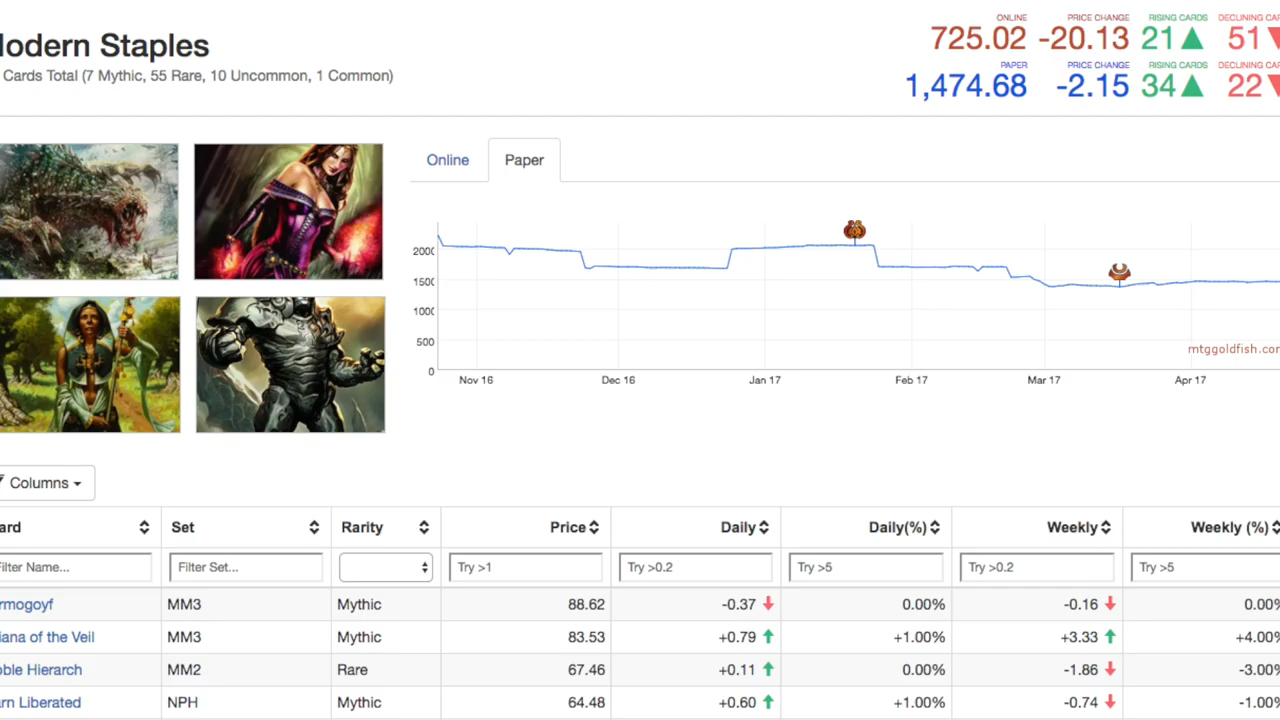 odern Staples
Cards Total (7 Mythic, 55 Rare, 10 Uncommon, 1 Common)
ONLINE PRICE CHANGE RISING CARDS DECLINING CAR
725.02 -20.13 21 51
PAPER PRICE CHANGE RISING CARDS DECLINING CAR
1,474.68 -2.15 34 22
Online Paper
2000
1500
1000
500
0
mtggoldfish.com
Nov 16 Dec 16 Jan 17 Feb 17 Mar 17 Apr 17
Columns
ard Set Rarity Price Daily Daily(%) Weekly Weekly (%)
Filter Name... Filter Set... Try >1 Try >0.2 Try >5 Try >0.2 Try >5
rmogoyf MM3 Mythic 88.62 -0.37 0.00% -0.16 0.00%
iana of the Veil MM3 Mythic 83.53 +0.79 +1.00% +3.33 +4.00%
oble Hierarch MM2 Rare 67.46 +0.11 0.00% -1.86 -3.00%
arn Liberated NPH Mythic 64.48 +0.60 +1.00% -0.74 -1.00%